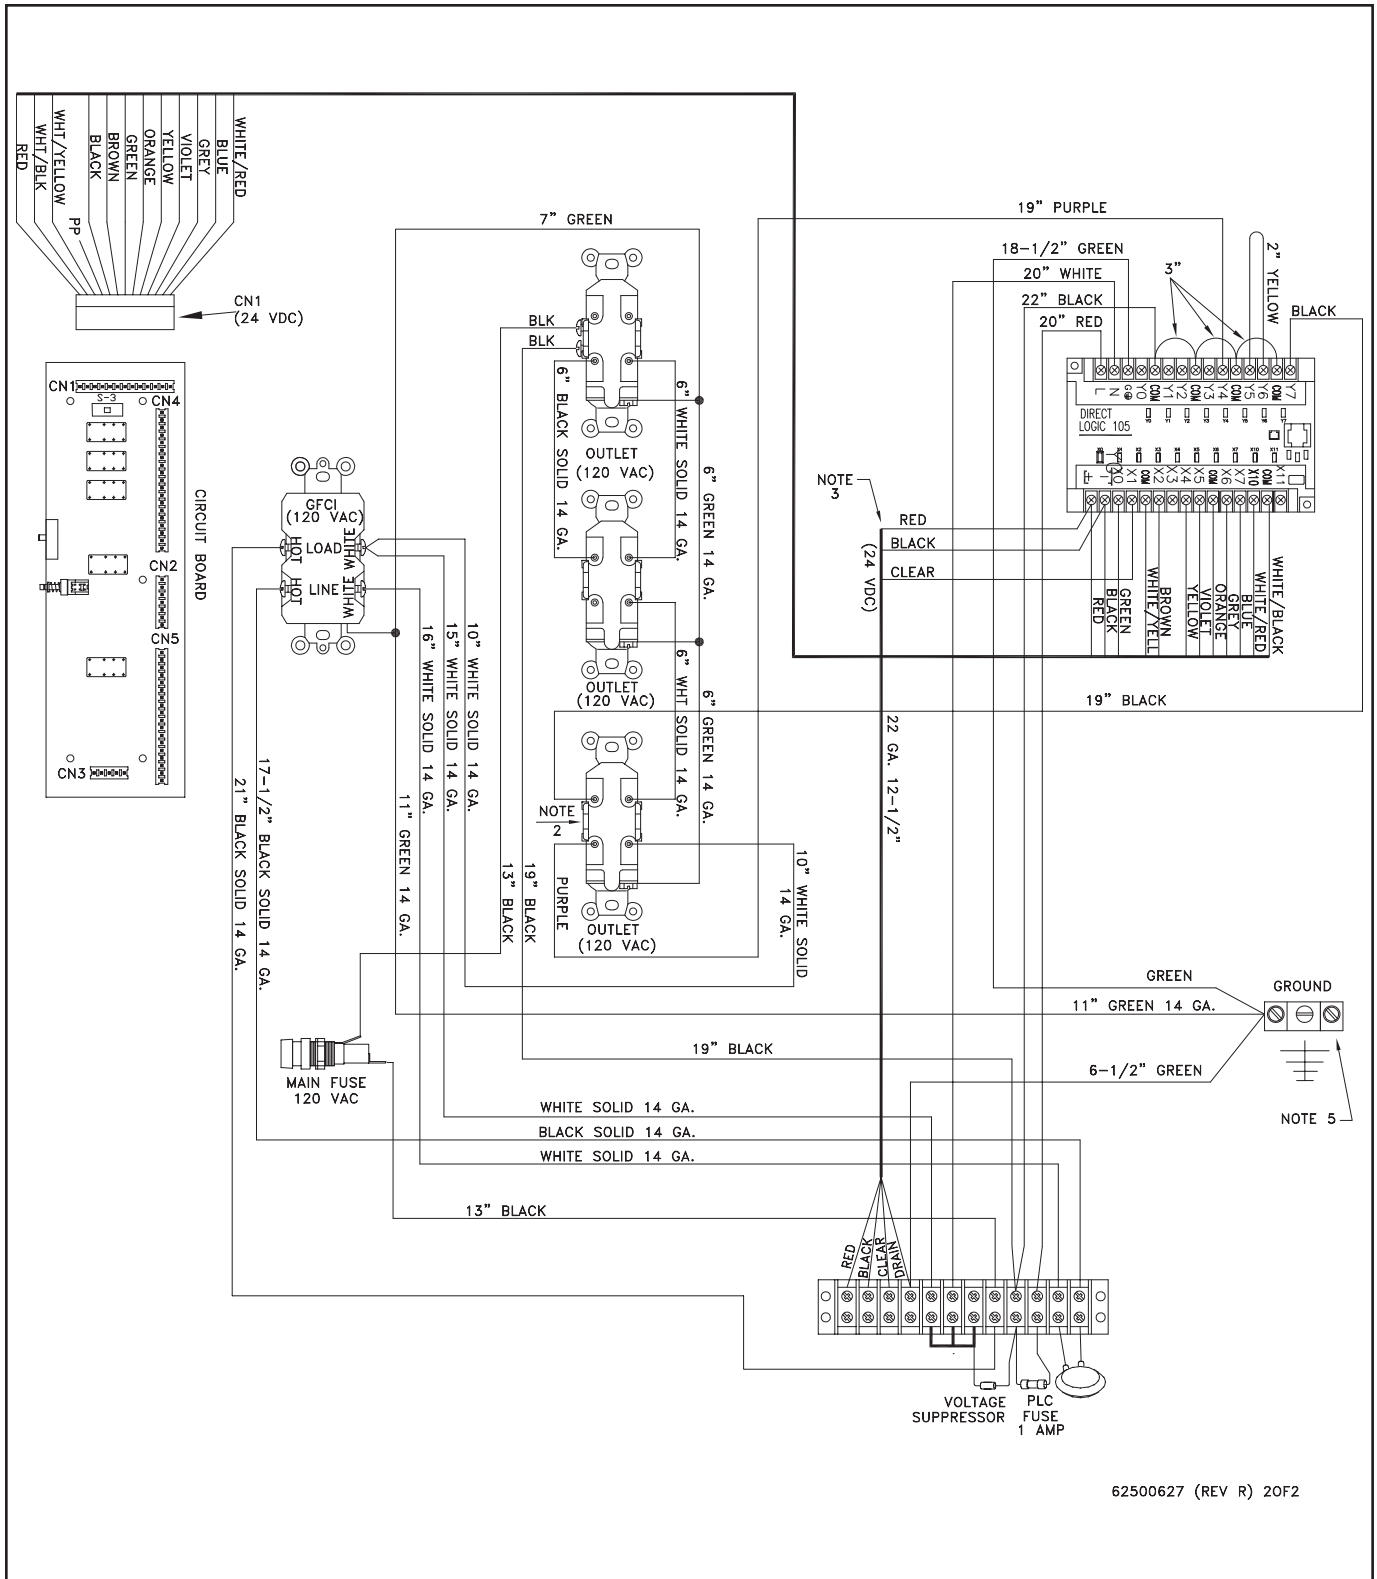 WHITE/RED
BLUE
GREY
VIOLET
YELLOW
ORANGE
GREEN
BROWN
BLACK
WHT/YELLOW
WHT/BLK
RED
PP
CN1
(24 VDC)
CN1
S-3
CN4
CN2
CN5
CN3
CIRCUIT BOARD
7" GREEN
BLK
BLK
6" BLACK SOLID 14 GA.
6" WHITE SOLID 14 GA.
6" GREEN 14 GA.
OUTLET
(120 VAC)
GFCI
(120 VAC)
HOT
LOAD
WHITE
HOT
LINE
WHITE
OUTLET
(120 VAC)
6" WHT SOLID 14 GA.
6" GREEN 14 GA.
10" WHITE SOLID 14 GA.
15" WHITE SOLID 14 GA.
16" WHITE SOLID 14 GA.
11" GREEN 14 GA.
17-1/2" BLACK SOLID 14 GA.
21" BLACK SOLID 14 GA.
NOTE
2
13" BLACK
19" BLACK
PURPLE
OUTLET
(120 VAC)
10" WHITE SOLID
14 GA.
19" PURPLE
18-1/2" GREEN
20" WHITE
22" BLACK
20" RED
3"
2" YELLOW
BLACK
L
N
G
Y0
COM
Y1
Y2
COM
Y3
Y4
COM
Y5
Y6
COM
Y7
DIRECT
LOGIC 105
Y0
Y1
Y2
Y3
Y4
Y5
Y6
Y7
X0
X1
COM
X2
X3
X4
X5
COM
X6
X7
X10
COM
X11
NOTE
3
RED
BLACK
CLEAR
(24 VDC)
RED
BLACK
GREEN
WHITE/YELL
BROWN
YELLOW
VIOLET
ORANGE
GREY
BLUE
WHITE/RED
WHITE/BLACK
19" BLACK
22 GA. 12-1/2"
GREEN
GROUND
11" GREEN 14 GA.
19" BLACK
6-1/2" GREEN
NOTE 5
MAIN FUSE
120 VAC
WHITE SOLID 14 GA.
BLACK SOLID 14 GA.
WHITE SOLID 14 GA.
13" BLACK
RED
BLACK
CLEAR
DRAIN
VOLTAGE
SUPPRESSOR
PLC
FUSE
1 AMP
62500627 (REV R) 2OF2